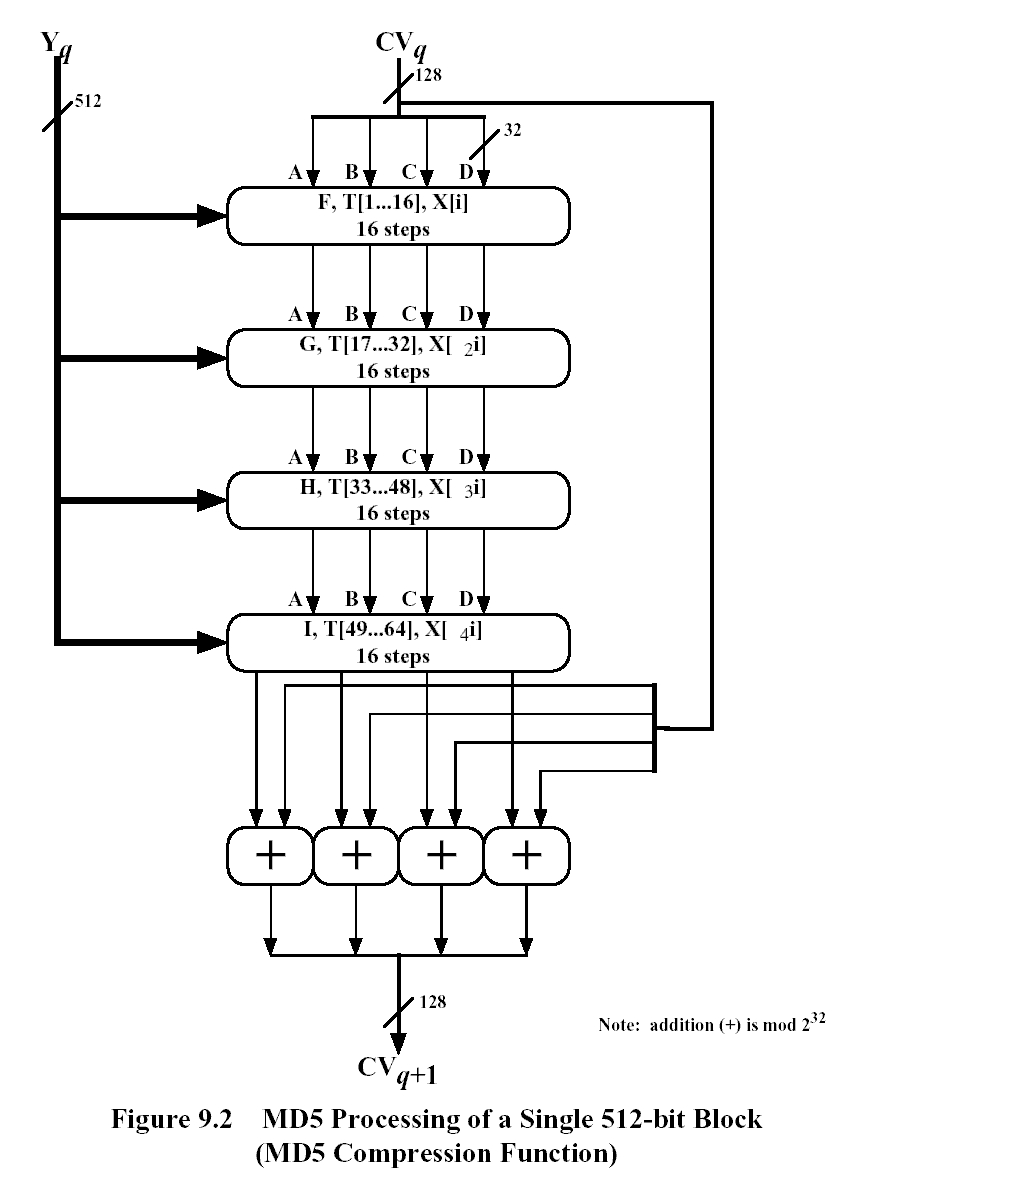 Yq
CVq
128
512
32
A B C D
F, T[1...16], X[i]
16 steps
A B C D
G, T[17...32], X[ 2i]
16 steps
A B C D
H, T[33...48], X[ 3i]
16 steps
A B C D
I, T[49...64], X[ 4i]
16 steps
+ + + +
128
Note: addition (+) is mod 2^32
CVq+1
Figure 9.2 MD5 Processing of a Single 512-bit Block
(MD5 Compression Function)